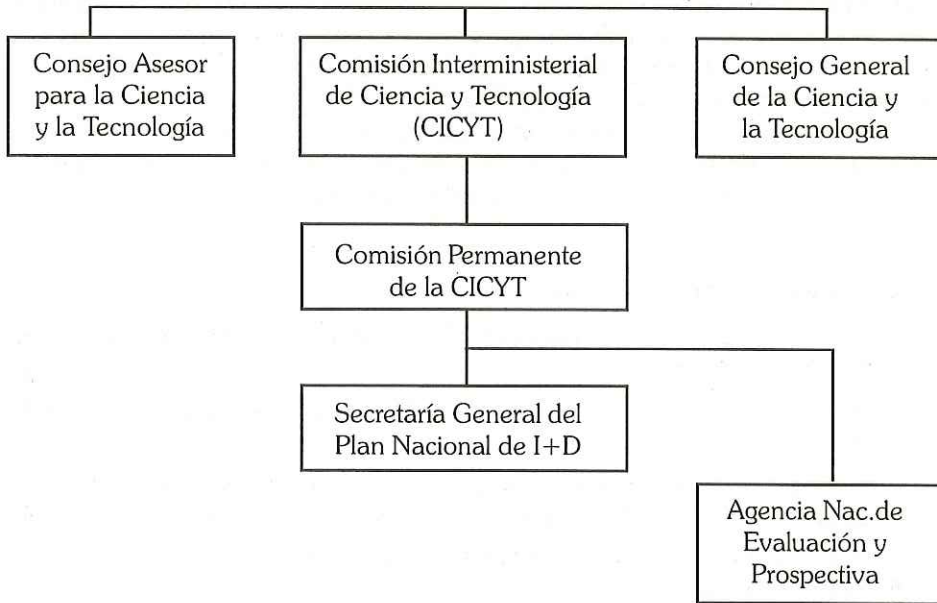 Consejo Asesor
para la Ciencia
y la Tecnología
Comisión Interministerial
de Ciencia y Tecnología
(CICYT)
Consejo General
de la Ciencia y
la Tecnología
Comisión Permanente
de la CICYT
Secretaría General del
Plan Nacional de I+D
Agencia Nac.de
Evaluación y
Prospectiva